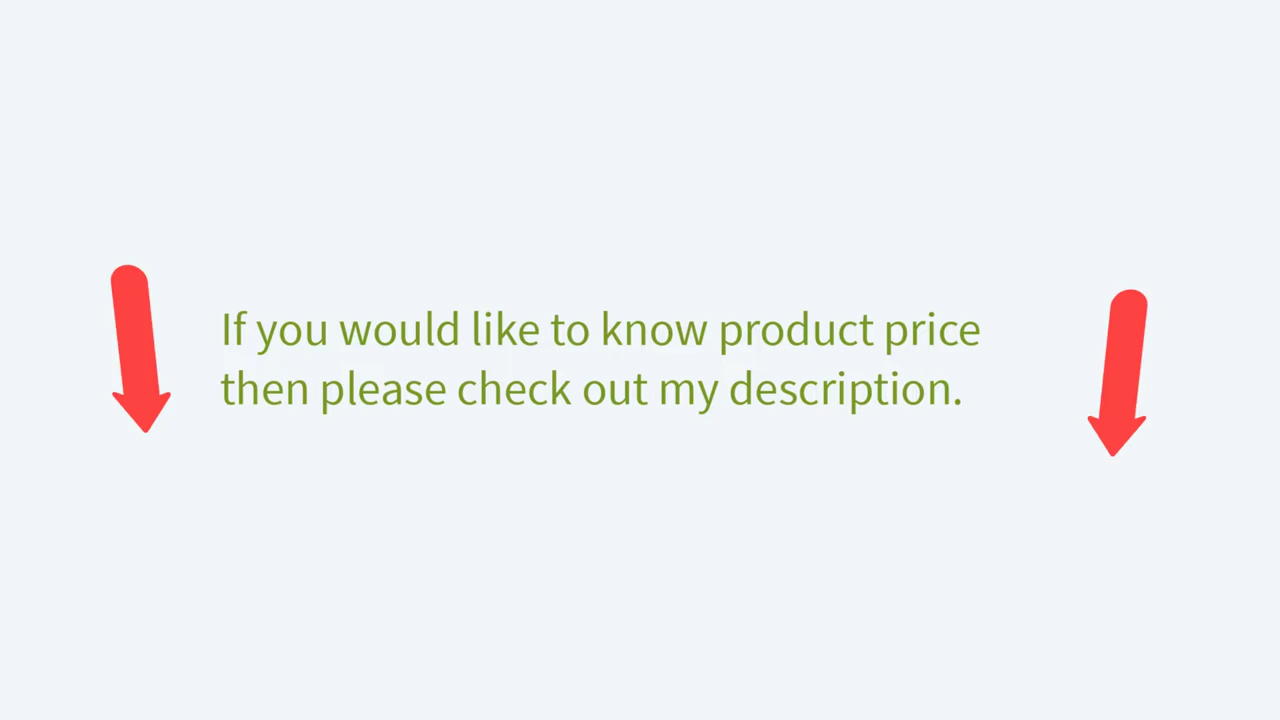 If you would like to know product price
then please check out my description.